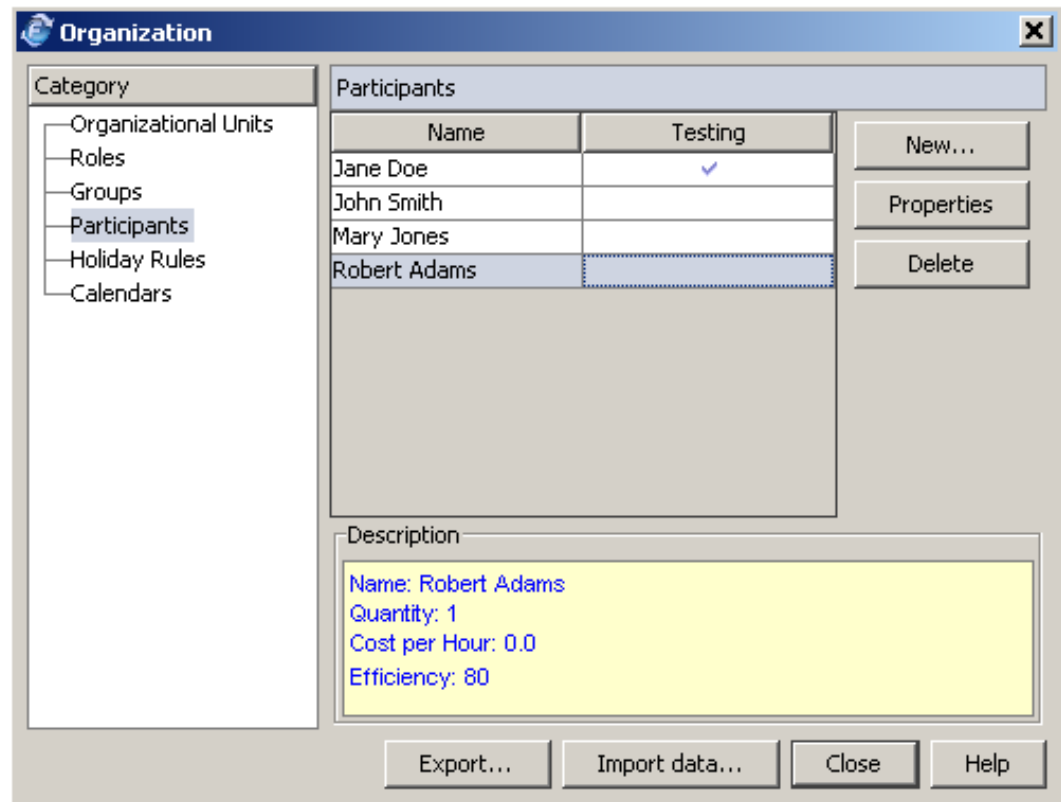 Organization
Category
Organizational Units
Roles
Groups
Participants
Holiday Rules
Calendars
Participants
Name Testing
Jane Doe
John Smith
Mary Jones
Robert Adams
New...
Properties
Delete
Description
Name: Robert Adams
Quantity: 1
Cost per Hour: 0.0
Efficiency: 80
Export... Import data... Close Help